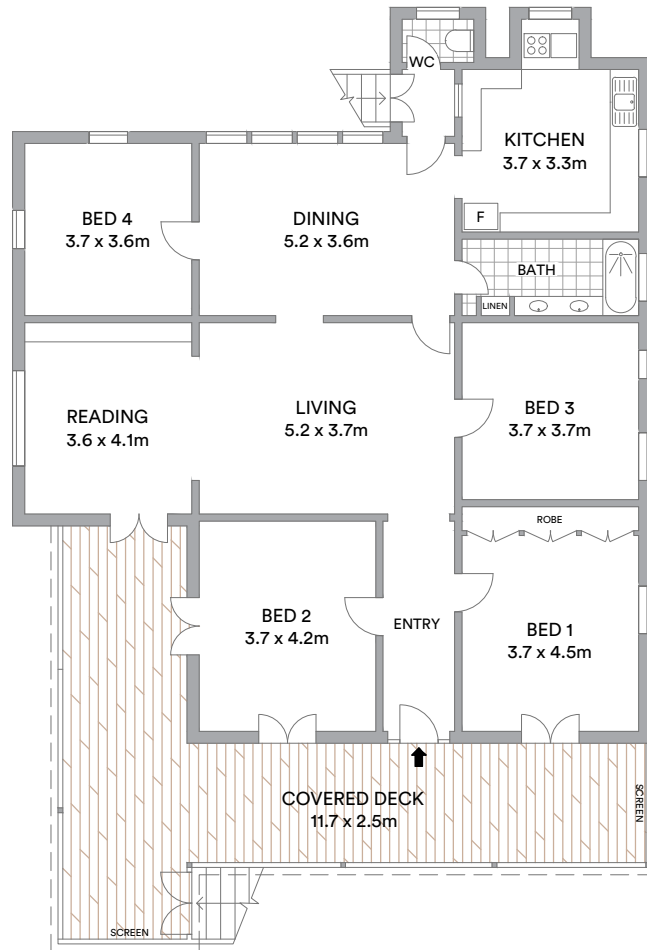 WC
KITCHEN
3.7 x 3.3m
F
BED 4
3.7 x 3.6m
DINING
5.2 x 3.6m
BATH
LINEN
READING
3.6 x 4.1m
LIVING
5.2 x 3.7m
BED 3
3.7 x 3.7m
ROBE
BED 2
3.7 x 4.2m
ENTRY
BED 1
3.7 x 4.5m
COVERED DECK
11.7 x 2.5m
SCREEN
SCREEN